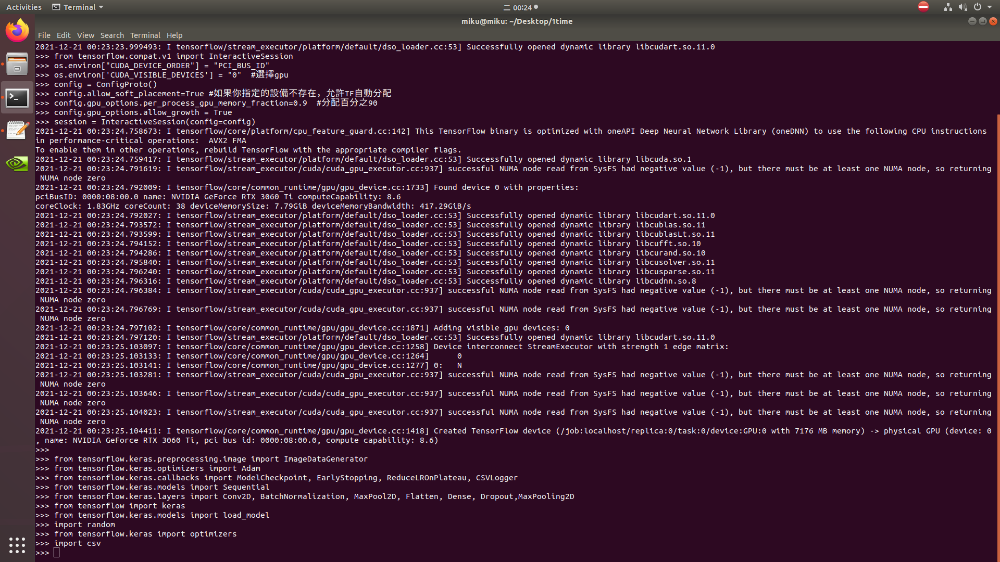 Activities Terminal 二 00:24
miku@miku: ~/Desktop/1time
File Edit View Search Terminal Help
2021-12-21 00:23:23.999493: I tensorflow/stream_executor/platform/default/dso_loader.cc:53] Successfully opened dynamic library libcudart.so.11.0
>>> from tensorflow.compat.v1 import InteractiveSession
>>> os.environ["CUDA_DEVICE_ORDER"] = "PCI_BUS_ID"
>>> os.environ['CUDA_VISIBLE_DEVICES'] = "0"  #選擇gpu
>>> config = ConfigProto()
>>> config.allow_soft_placement=True #如果你指定的設備不存在，允許TF自動分配
>>> config.gpu_options.per_process_gpu_memory_fraction=0.9  #分配百分之90
>>> config.gpu_options.allow_growth = True
>>> session = InteractiveSession(config=config)
2021-12-21 00:23:24.758673: I tensorflow/core/platform/cpu_feature_guard.cc:142] This TensorFlow binary is optimized with oneAPI Deep Neural Network Library (oneDNN) to use the following CPU instructions
in performance-critical operations:  AVX2 FMA
To enable them in other operations, rebuild TensorFlow with the appropriate compiler flags.
2021-12-21 00:23:24.759417: I tensorflow/stream_executor/platform/default/dso_loader.cc:53] Successfully opened dynamic library libcuda.so.1
2021-12-21 00:23:24.791619: I tensorflow/stream_executor/cuda/cuda_gpu_executor.cc:937] successful NUMA node read from SysFS had negative value (-1), but there must be at least one NUMA node, so returning
NUMA node zero
2021-12-21 00:23:24.792009: I tensorflow/core/common_runtime/gpu/gpu_device.cc:1733] Found device 0 with properties:
pciBusID: 0000:08:00.0 name: NVIDIA GeForce RTX 3060 Ti computeCapability: 8.6
coreClock: 1.83GHz coreCount: 38 deviceMemorySize: 7.79GiB deviceMemoryBandwidth: 417.29GiB/s
2021-12-21 00:23:24.792027: I tensorflow/stream_executor/platform/default/dso_loader.cc:53] Successfully opened dynamic library libcudart.so.11.0
2021-12-21 00:23:24.793572: I tensorflow/stream_executor/platform/default/dso_loader.cc:53] Successfully opened dynamic library libcublas.so.11
2021-12-21 00:23:24.793599: I tensorflow/stream_executor/platform/default/dso_loader.cc:53] Successfully opened dynamic library libcublasLt.so.11
2021-12-21 00:23:24.794152: I tensorflow/stream_executor/platform/default/dso_loader.cc:53] Successfully opened dynamic library libcufft.so.10
2021-12-21 00:23:24.794286: I tensorflow/stream_executor/platform/default/dso_loader.cc:53] Successfully opened dynamic library libcurand.so.10
2021-12-21 00:23:24.795840: I tensorflow/stream_executor/platform/default/dso_loader.cc:53] Successfully opened dynamic library libcusolver.so.11
2021-12-21 00:23:24.796240: I tensorflow/stream_executor/platform/default/dso_loader.cc:53] Successfully opened dynamic library libcusparse.so.11
2021-12-21 00:23:24.796316: I tensorflow/stream_executor/platform/default/dso_loader.cc:53] Successfully opened dynamic library libcudnn.so.8
2021-12-21 00:23:24.796384: I tensorflow/stream_executor/cuda/cuda_gpu_executor.cc:937] successful NUMA node read from SysFS had negative value (-1), but there must be at least one NUMA node, so returning
NUMA node zero
2021-12-21 00:23:24.796769: I tensorflow/stream_executor/cuda/cuda_gpu_executor.cc:937] successful NUMA node read from SysFS had negative value (-1), but there must be at least one NUMA node, so returning
NUMA node zero
2021-12-21 00:23:24.797102: I tensorflow/core/common_runtime/gpu/gpu_device.cc:1871] Adding visible gpu devices: 0
2021-12-21 00:23:24.797120: I tensorflow/stream_executor/platform/default/dso_loader.cc:53] Successfully opened dynamic library libcudart.so.11.0
2021-12-21 00:23:25.103097: I tensorflow/core/common_runtime/gpu/gpu_device.cc:1258] Device interconnect StreamExecutor with strength 1 edge matrix:
2021-12-21 00:23:25.103133: I tensorflow/core/common_runtime/gpu/gpu_device.cc:1264]      0
2021-12-21 00:23:25.103141: I tensorflow/core/common_runtime/gpu/gpu_device.cc:1277] 0:   N
2021-12-21 00:23:25.103281: I tensorflow/stream_executor/cuda/cuda_gpu_executor.cc:937] successful NUMA node read from SysFS had negative value (-1), but there must be at least one NUMA node, so returning
NUMA node zero
2021-12-21 00:23:25.103646: I tensorflow/stream_executor/cuda/cuda_gpu_executor.cc:937] successful NUMA node read from SysFS had negative value (-1), but there must be at least one NUMA node, so returning
NUMA node zero
2021-12-21 00:23:25.104023: I tensorflow/stream_executor/cuda/cuda_gpu_executor.cc:937] successful NUMA node read from SysFS had negative value (-1), but there must be at least one NUMA node, so returning
NUMA node zero
2021-12-21 00:23:25.104411: I tensorflow/core/common_runtime/gpu/gpu_device.cc:1418] Created TensorFlow device (/job:localhost/replica:0/task:0/device:GPU:0 with 7176 MB memory) -> physical GPU (device: 0
, name: NVIDIA GeForce RTX 3060 Ti, pci bus id: 0000:08:00.0, compute capability: 8.6)
>>>
>>> from tensorflow.keras.preprocessing.image import ImageDataGenerator
>>> from tensorflow.keras.optimizers import Adam
>>> from tensorflow.keras.callbacks import ModelCheckpoint, EarlyStopping, ReduceLROnPlateau, CSVLogger
>>> from tensorflow.keras.models import Sequential
>>> from tensorflow.keras.layers import Conv2D, BatchNormalization, MaxPool2D, Flatten, Dense, Dropout,MaxPooling2D
>>> from tensorflow import keras
>>> from tensorflow.keras.models import load_model
>>> import random
>>> from tensorflow.keras import optimizers
>>> import csv
>>>